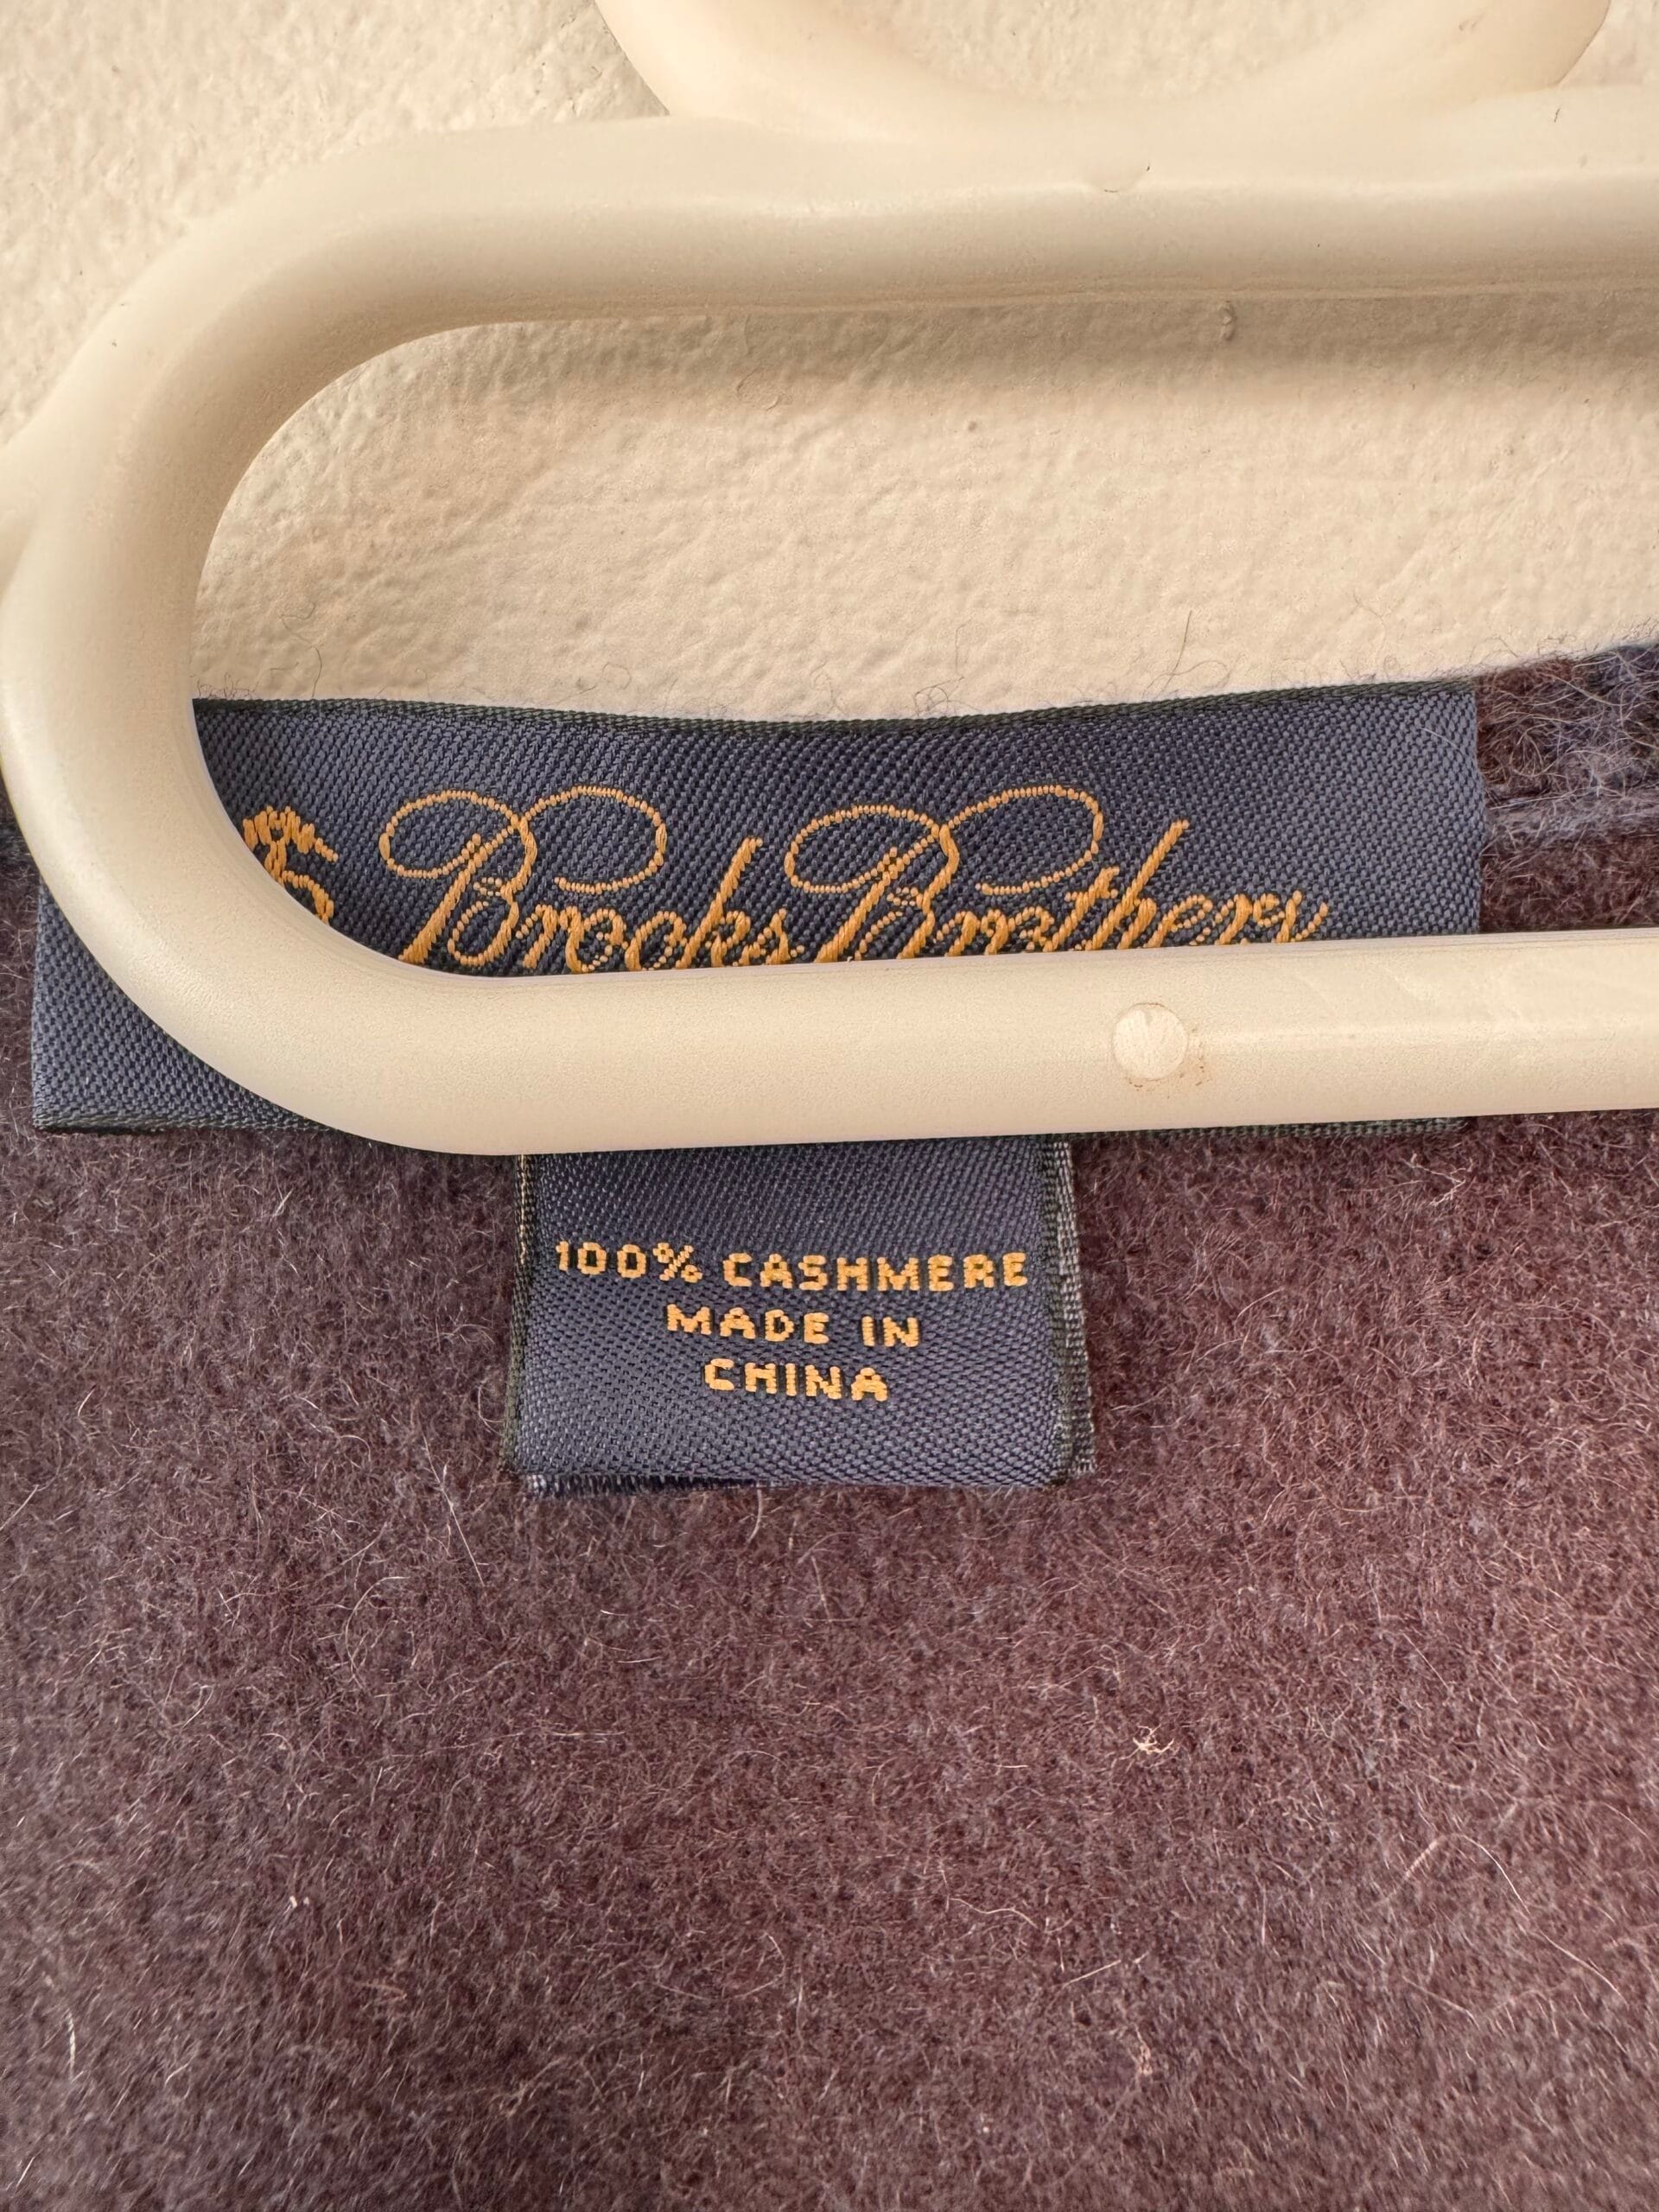 Brooks Brothers
100% CASHMERE
MADE IN
CHINA